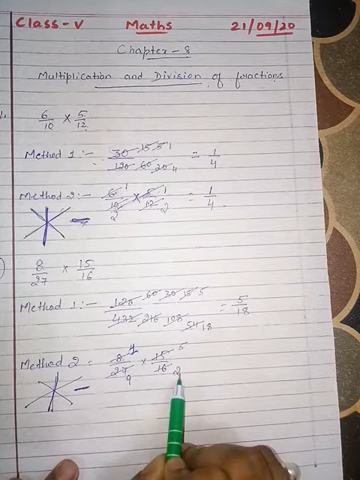 Class-V Maths 21/09/20
Chapter-8
Multiplication and Division of fractions
6/10 × 5/12
Method 1:- 30 15 5 1 / 120 60 20 4 = 1/4
Method 2:- 6 1 / 10 2 × 5 1 / 12 2 = 1/4
8/27 × 15/16
Method 1:- 120 60 30 15 5 / 432 216 108 54 18 = 5/18
Method 2 = 8 1 / 27 9 × 15 5 / 16 2